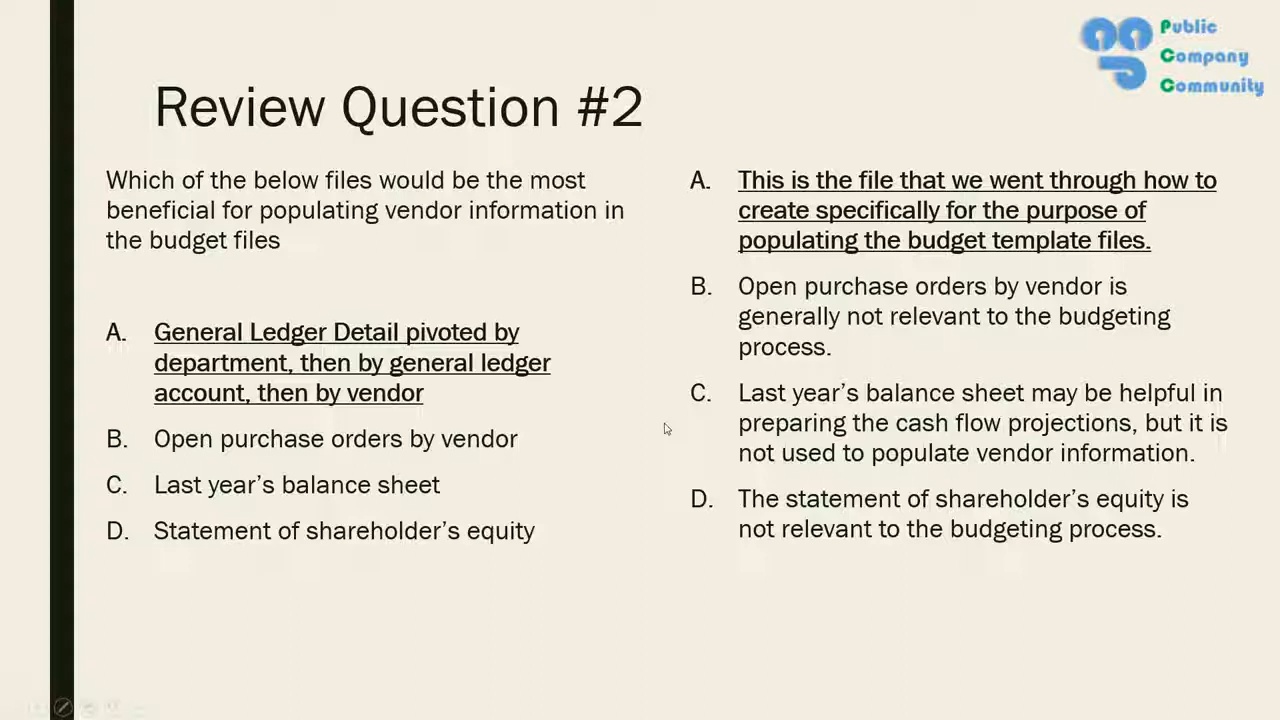 Public
Company
Community
Review Question #2
Which of the below files would be the most
beneficial for populating vendor information in
the budget files
A. General Ledger Detail pivoted by
department, then by general ledger
account, then by vendor
B. Open purchase orders by vendor
C. Last year’s balance sheet
D. Statement of shareholder’s equity
A. This is the file that we went through how to
create specifically for the purpose of
populating the budget template files.
B. Open purchase orders by vendor is
generally not relevant to the budgeting
process.
C. Last year’s balance sheet may be helpful in
preparing the cash flow projections, but it is
not used to populate vendor information.
D. The statement of shareholder’s equity is
not relevant to the budgeting process.